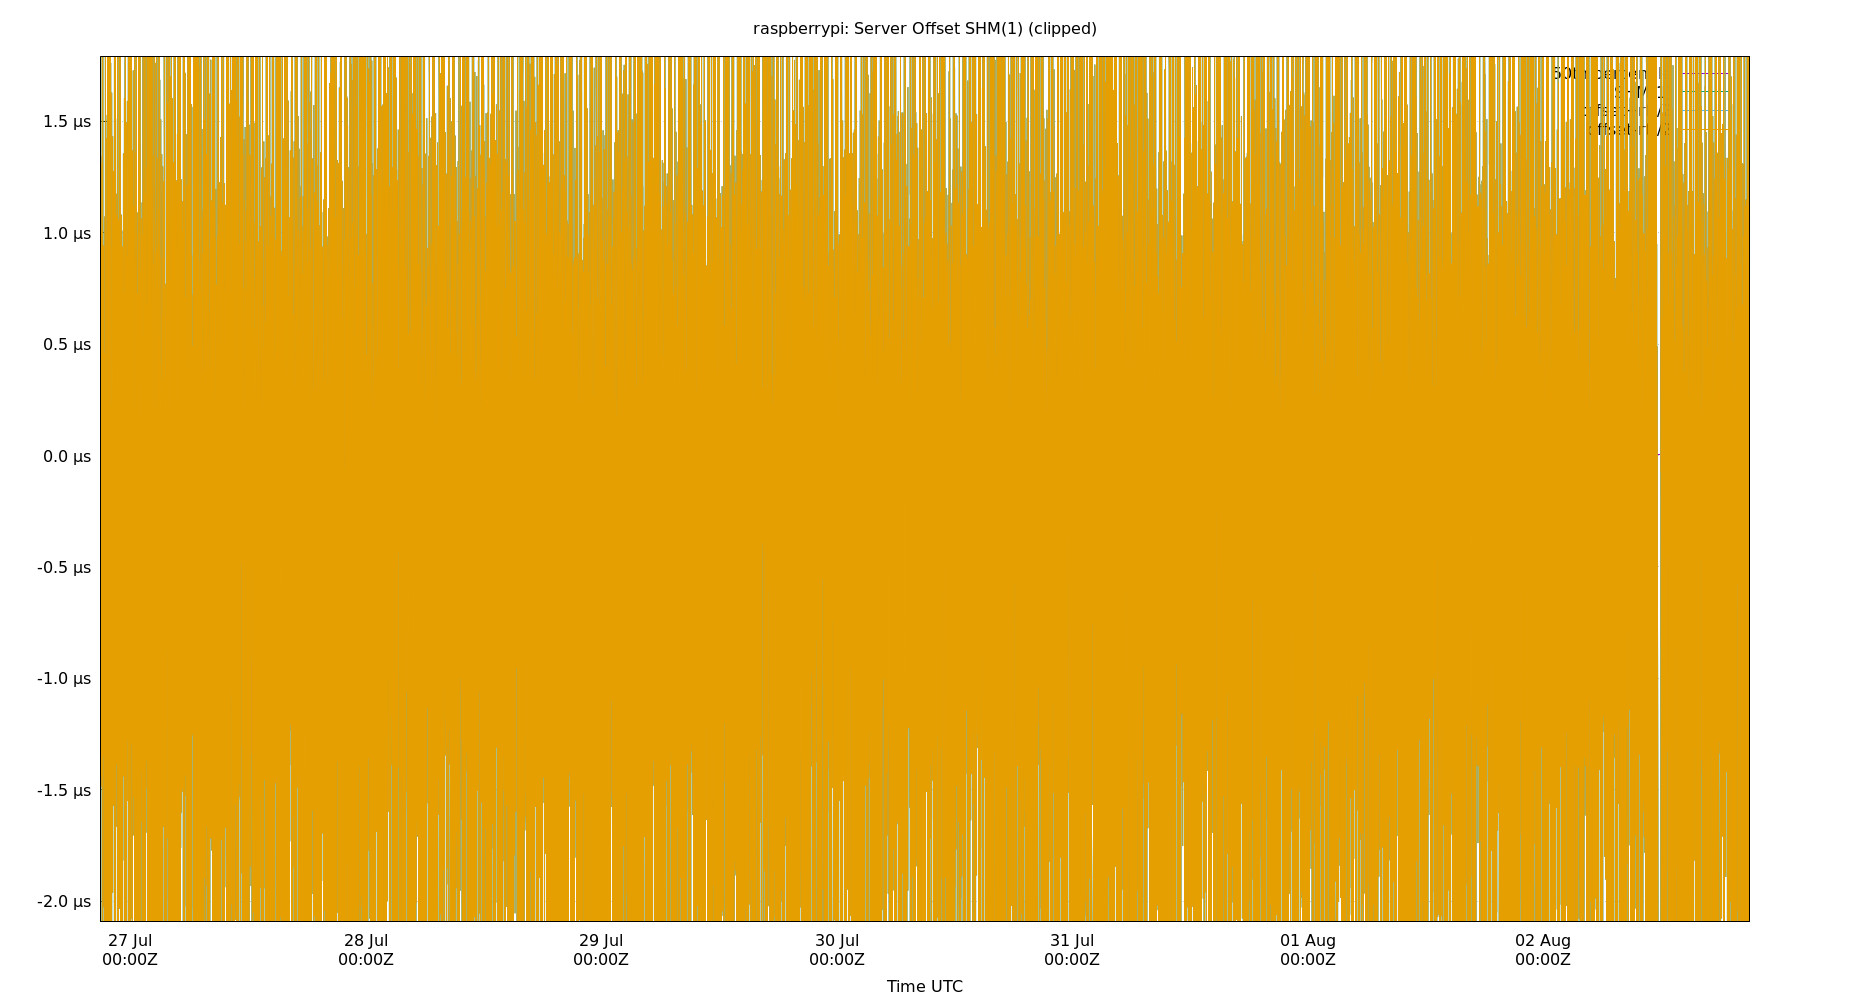 raspberrypi: Server Offset SHM(1) (clipped)
1.5 µs
1.0 µs
0.5 µs
0.0 µs
-0.5 µs
-1.0 µs
-1.5 µs
-2.0 µs
27 Jul 28 Jul 29 Jul 30 Jul 31 Jul 01 Aug 02 Aug
00:00Z 00:00Z 00:00Z 00:00Z 00:00Z 00:00Z 00:00Z
Time UTC